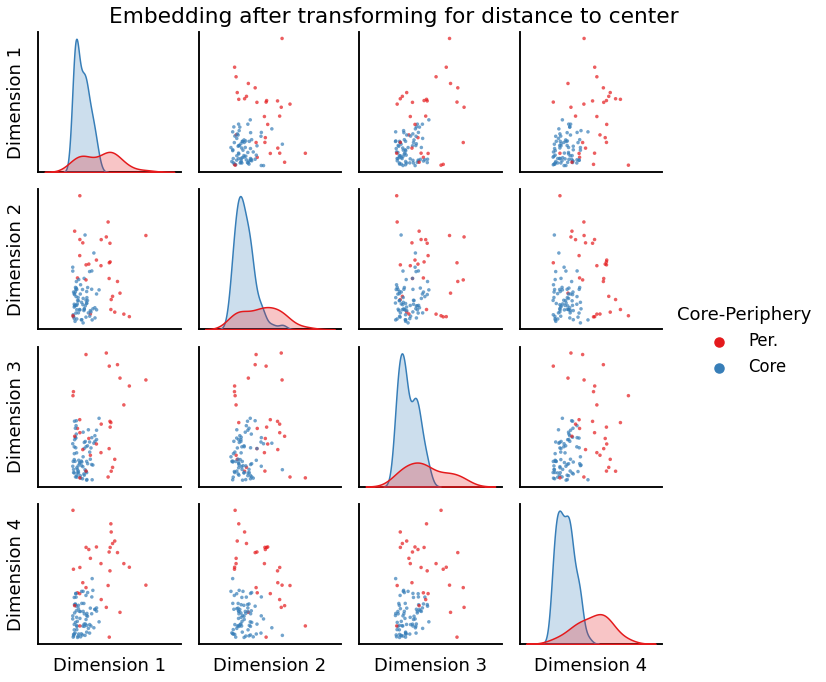 Embedding after transforming for distance to center
Dimension 1
Dimension 2
Dimension 3
Dimension 4
Dimension 1
Dimension 2
Dimension 3
Dimension 4
Core-Periphery
Per.
Core